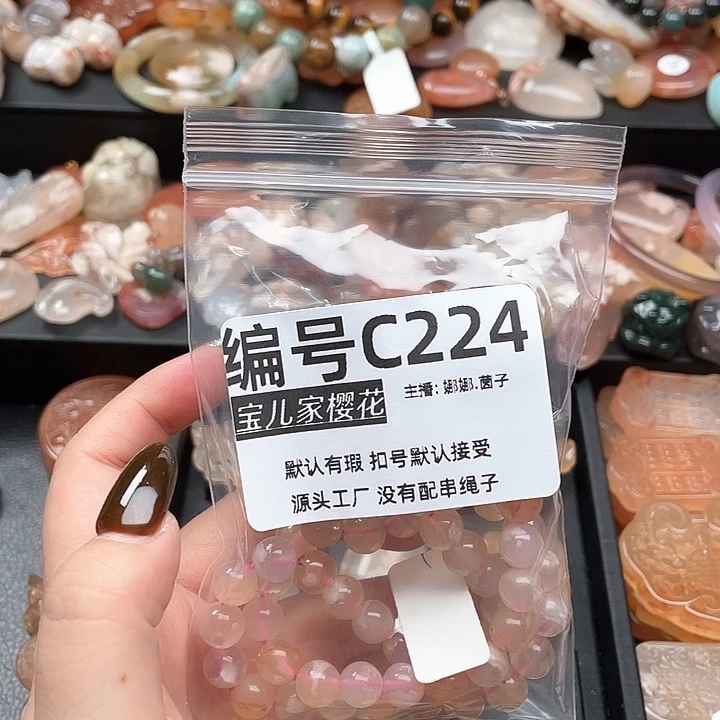 编号C224
宝儿家樱花
主播：娜娜.茵子
默认有瑕 扣号默认接受
源头工厂 没有配串绳子